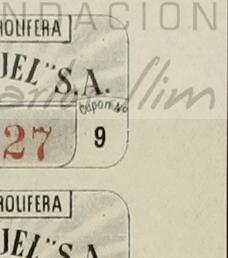 NDACION
ROLIFERA
JEL" S.A.
Cupon No
27 9
ROLIFERA
JEL" S.A.